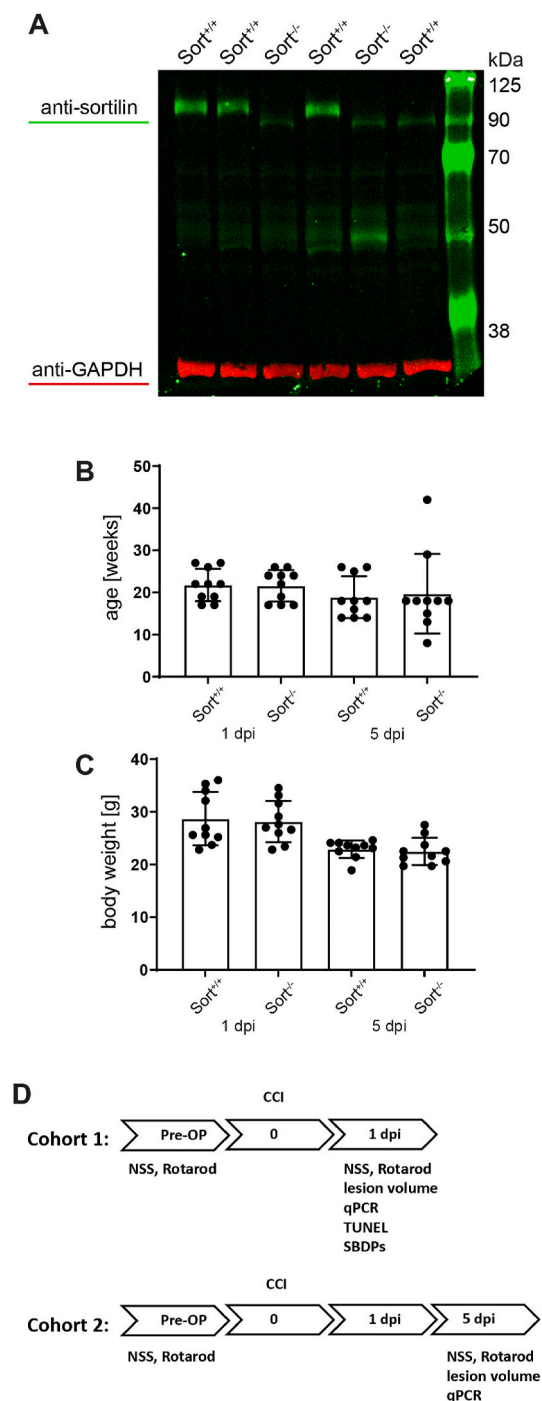 A
Sort+/+ Sort+/+ Sort-/- Sort+/+ Sort-/- Sort+/+
kDa
anti-sortilin
125
90
70
50
38
anti-GAPDH
B
age [weeks]
50
40
30
20
10
0
Sort+/+ Sort-/- Sort+/+ Sort-/-
1 dpi 5 dpi
C
body weight [g]
40
30
20
10
0
Sort+/+ Sort-/- Sort+/+ Sort-/-
1 dpi 5 dpi
D
CCI
Cohort 1: Pre-OP 0 1 dpi
NSS, Rotarod NSS, Rotarod
lesion volume
qPCR
TUNEL
SBDPs
CCI
Cohort 2: Pre-OP 0 1 dpi 5 dpi
NSS, Rotarod NSS, Rotarod
lesion volume
qPCR